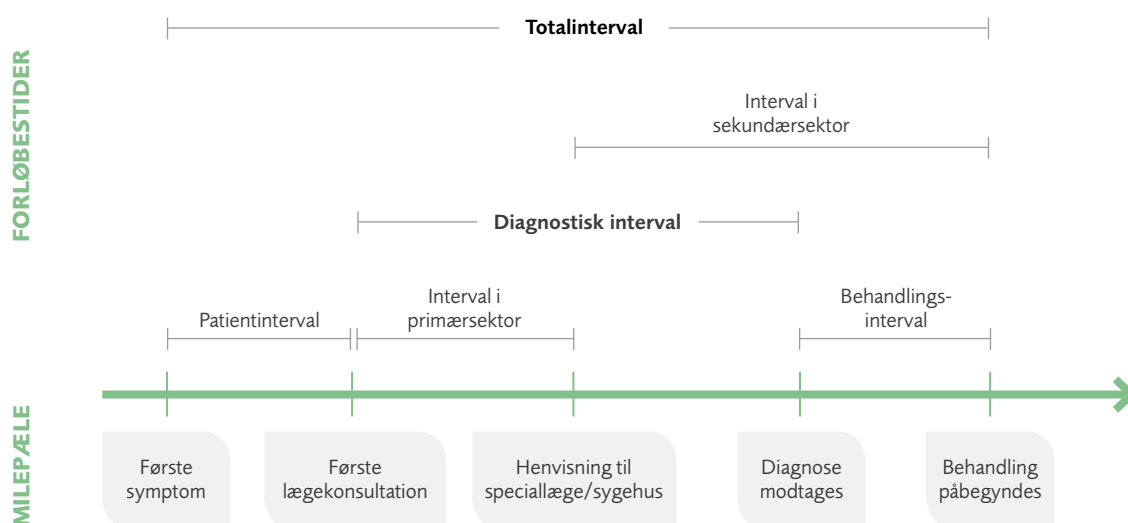 FORLØBESTIDER
Totalinterval
Interval i
sekundærsektor
Diagnostisk interval
Patientinterval
Interval i
primærsektor
Behandlings-
interval
MILEPÆLE
Første
symptom
Første
lægekonsultation
Henvisning til
speciallæge/sygehus
Diagnose
modtages
Behandling
påbegyndes